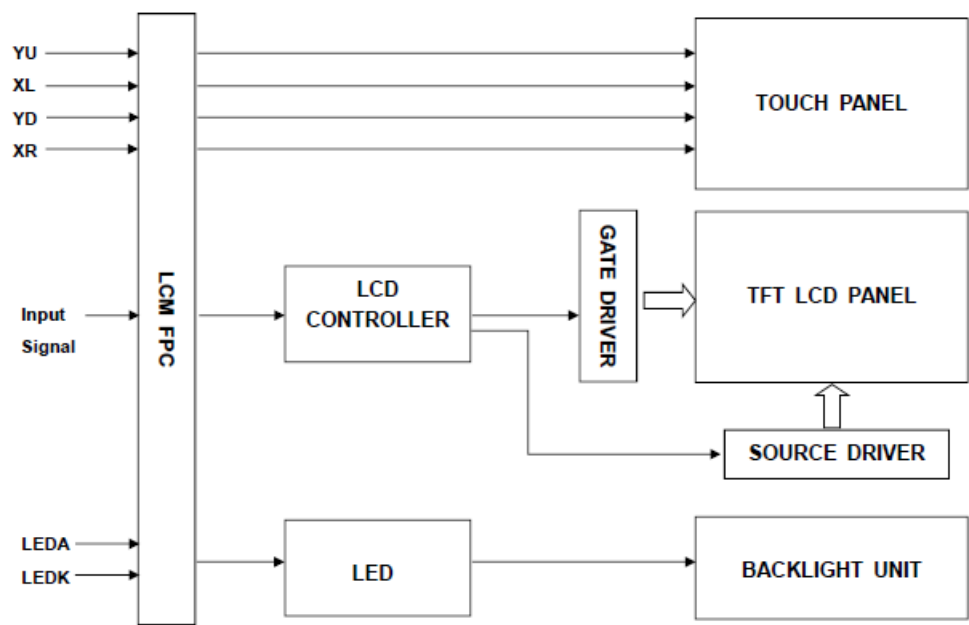 YU
XL
YD
XR
TOUCH PANEL
LCM FPC
Input
Signal
LCD
CONTROLLER
GATE DRIVER
TFT LCD PANEL
SOURCE DRIVER
LEDA
LEDK
LED
BACKLIGHT UNIT